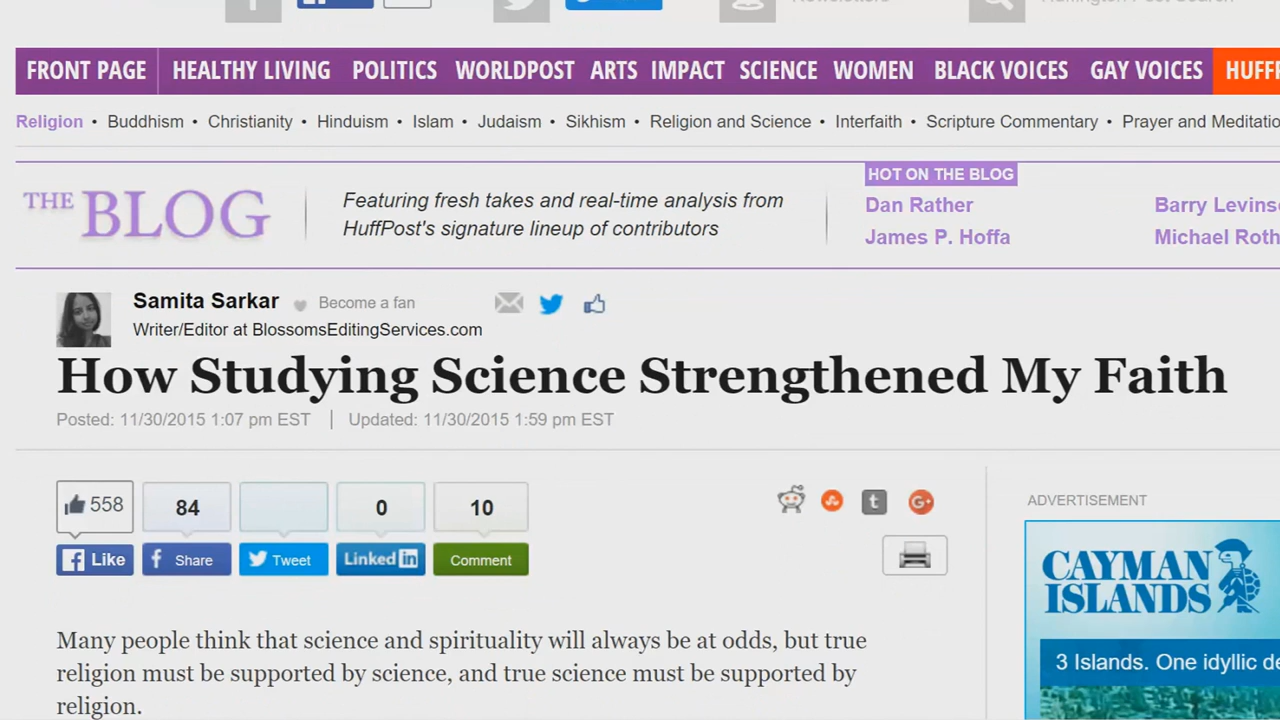 FRONT PAGE HEALTHY LIVING POLITICS WORLDPOST ARTS IMPACT SCIENCE WOMEN BLACK VOICES GAY VOICES HUFF
Religion • Buddhism • Christianity • Hinduism • Islam • Judaism • Sikhism • Religion and Science • Interfaith • Scripture Commentary • Prayer and Meditatio
THE BLOG
Featuring fresh takes and real-time analysis from
HuffPost's signature lineup of contributors
HOT ON THE BLOG
Dan Rather
Barry Levins
James P. Hoffa
Michael Roth
Samita Sarkar Become a fan
Writer/Editor at BlossomsEditingServices.com
How Studying Science Strengthened My Faith
Posted: 11/30/2015 1:07 pm EST | Updated: 11/30/2015 1:59 pm EST
558 84 0 10
Like Share Tweet Linked in Comment
ADVERTISEMENT
CAYMAN
ISLANDS
3 Islands. One idyllic de
Many people think that science and spirituality will always be at odds, but true
religion must be supported by science, and true science must be supported by
religion.